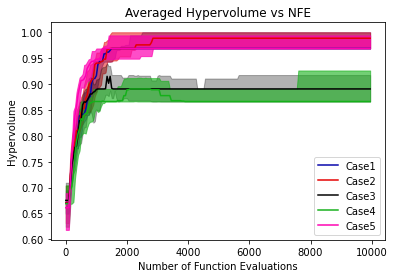 Averaged Hypervolume vs NFE
Hypervolume
1.00
0.95
0.90
0.85
0.80
0.75
0.70
0.65
0.60
0
2000
4000
6000
8000
10000
Number of Function Evaluations
Case1
Case2
Case3
Case4
Case5